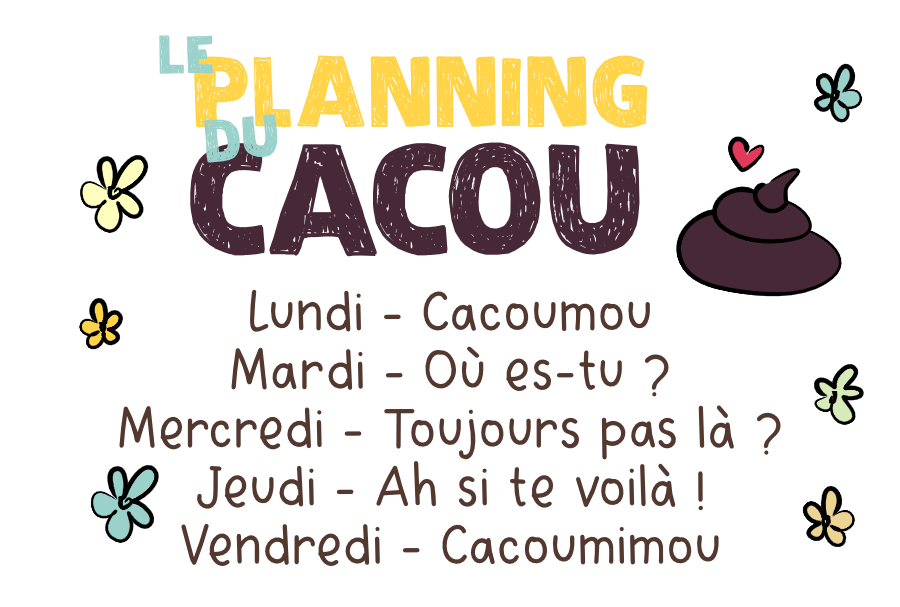 LE
PLANNING
DU
CACOU
Lundi - Cacoumou
Mardi - Où es-tu ?
Mercredi - Toujours pas là ?
Jeudi - Ah si te voilà !
Vendredi - Cacoumimou